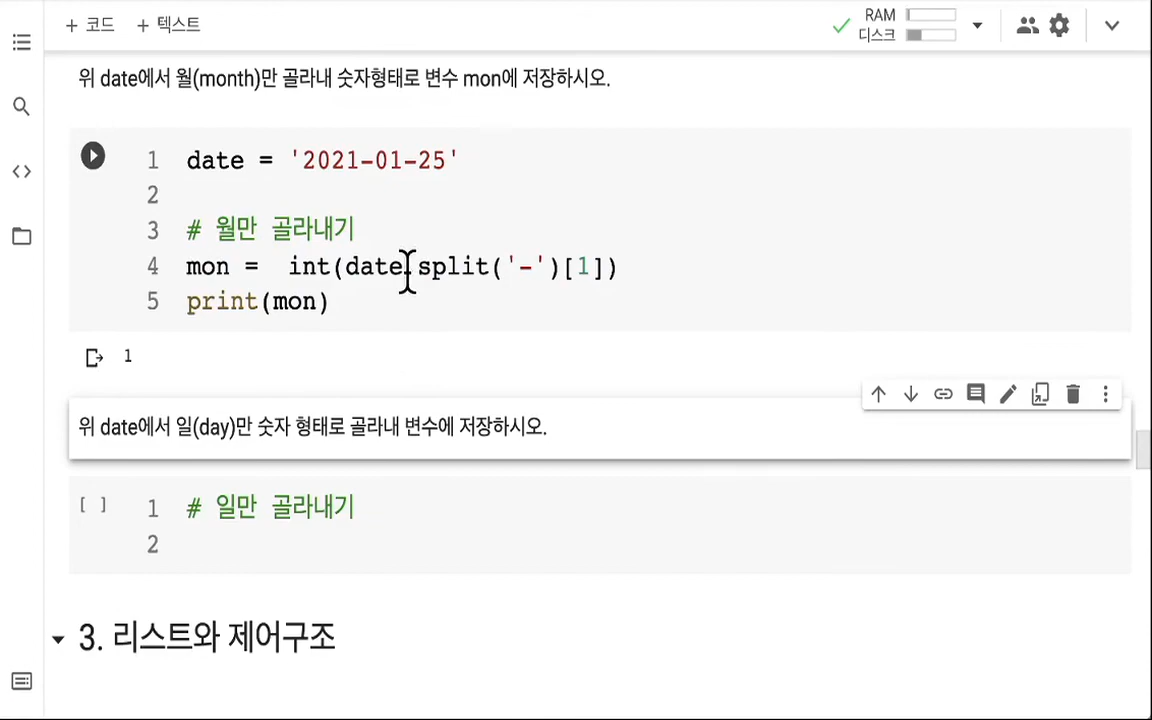 + 코드 + 텍스트
RAM
디스크
위 date에서 월(month)만 골라내 숫자형태로 변수 mon에 저장하시오.
1 date = '2021-01-25'
2
3 # 월만 골라내기
4 mon =  int(date.split('-')[1])
5 print(mon)
1
위 date에서 일(day)만 숫자 형태로 골라내 변수에 저장하시오.
[ ] 1 # 일만 골라내기
2
3. 리스트와 제어구조